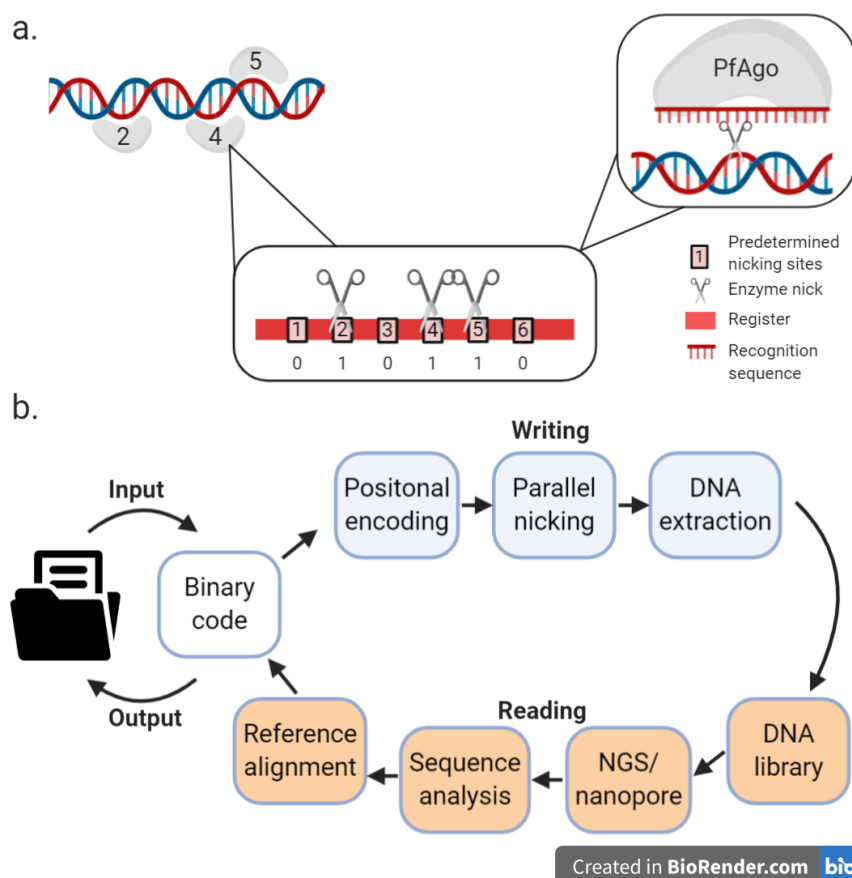 a.
5
2
4
PfAgo
1 2 3 4 5 6
0 1 0 1 1 0
1
Predetermined
nicking sites
Enzyme nick
Register
Recognition
sequence
b.
Writing
Input
Positonal
encoding
Parallel
nicking
DNA
extraction
Binary
code
Output
Reading
Reference
alignment
Sequence
analysis
NGS/
nanopore
DNA
library
Created in BioRender.com bio